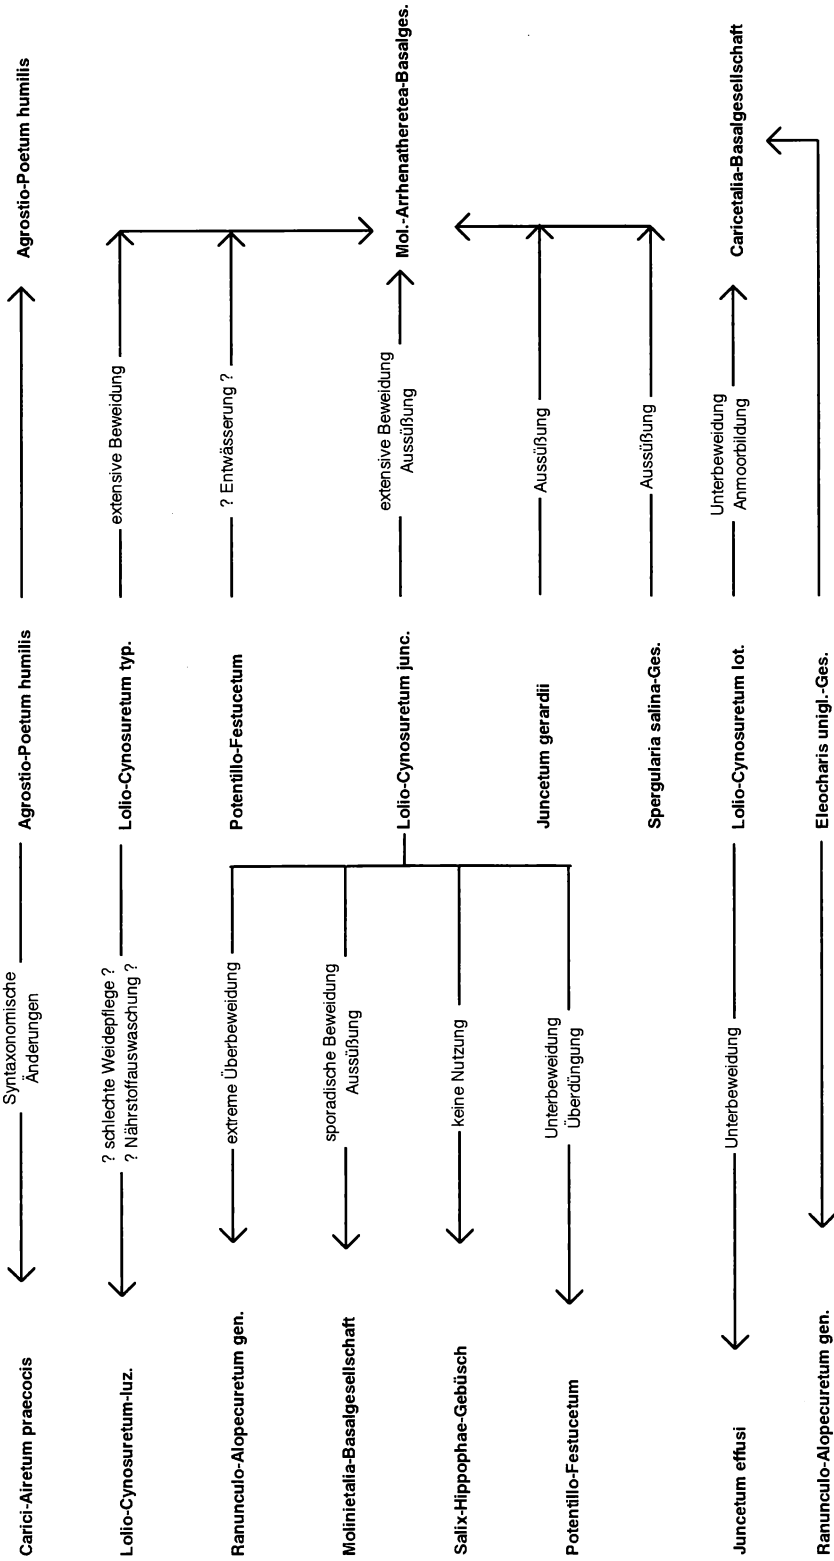 Carici-Airetum praecocis
Syntaxonomische
Änderungen
Agrostio-Poetum humilis
Agrostio-Poetum humilis
Lolio-Cynosuretum-luz.
? schlechte Weidepflege ?
? Nährstoffauswaschung ?
Lolio-Cynosuretum typ.
extensive Beweidung
Ranunculo-Alopecuretum gen.
extreme Überbeweidung
Potentillo-Festucetum
? Entwässerung ?
Molinietalia-Basalgesellschaft
sporadische Beweidung
Aussüßung
Lolio-Cynosuretum junc.
extensive Beweidung
Aussüßung
Mol.-Arrhenatheretea-Basalges.
Salix-Hippophae-Gebüsch
keine Nutzung
Potentillo-Festucetum
Unterbeweidung
Überdüngung
Juncetum gerardii
Aussüßung
Spergularia salina-Ges.
Aussüßung
Juncetum effusi
Unterbeweidung
Lolio-Cynosuretum lot.
Unterbeweidung
Anmoorbildung
Caricetalia-Basalgesellschaft
Ranunculo-Alopecuretum gen.
Eleocharis unigl.-Ges.